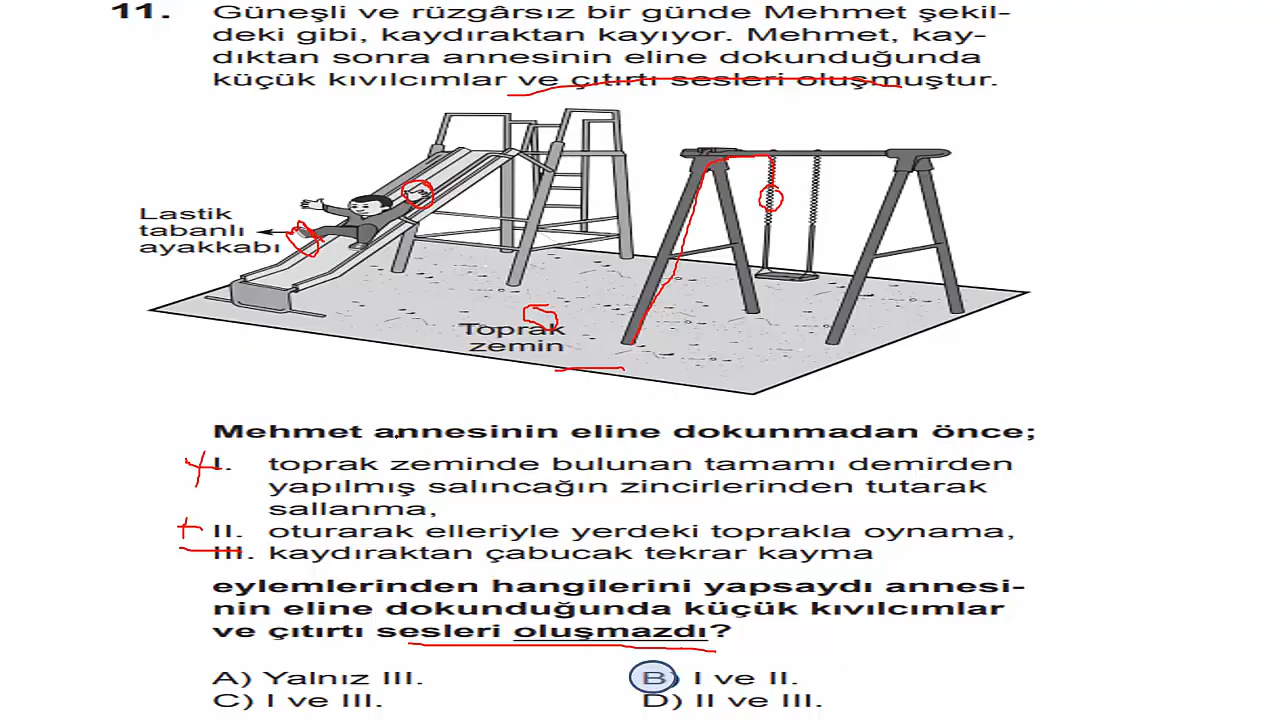 11. Güneşli ve rüzgârsız bir günde Mehmet şekil-
deki gibi, kaydıraktan kayıyor. Mehmet, kay-
dıktan sonra annesinin eline dokunduğunda
küçük kıvılcımlar ve çıtırtı sesleri oluşmuştur.
Lastik
tabanlı
ayakkabı
Toprak
zemin
Mehmet annesinin eline dokunmadan önce;
I. toprak zeminde bulunan tamamı demirden
yapılmış salıncağın zincirlerinden tutarak
sallanma,
II. oturarak elleriyle yerdeki toprakla oynama,
III. kaydıraktan çabucak tekrar kayma
eylemlerinden hangilerini yapsaydı annesi-
nin eline dokunduğunda küçük kıvılcımlar
ve çıtırtı sesleri oluşmazdı?
A) Yalnız III. B) I ve II.
C) I ve III. D) II ve III.